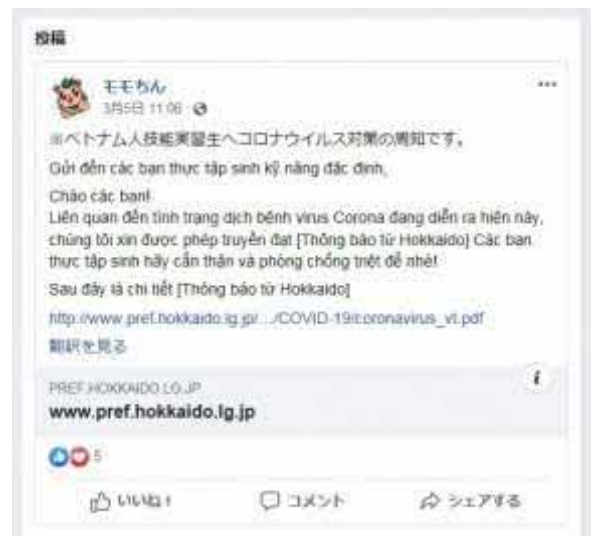 投稿
モモちん
3月5日 11:06
※ベトナム人技能実習生へコロナウイルス対策の周知です。
Gửi đến các bạn thực tập sinh kỹ năng đặc định,
Chào các bạn!
Liên quan đến tình trạng dịch bệnh virus Corona đang diễn ra hiện này,
chúng tôi xin được phép truyền đạt [Thông báo từ Hokkaido] Các bạn
thực tập sinh hãy cẩn thận và phòng chống triệt để nhé!
Sau đây là chi tiết [Thông báo từ Hokkaido]
http://www.pref.hokkaido.lg.jp/.../COVID-19/coronavirus_vt.pdf
翻訳を見る
PREF.HOKKAIDO.LG.JP
www.pref.hokkaido.lg.jp
5
いいね！ コメント シェアする